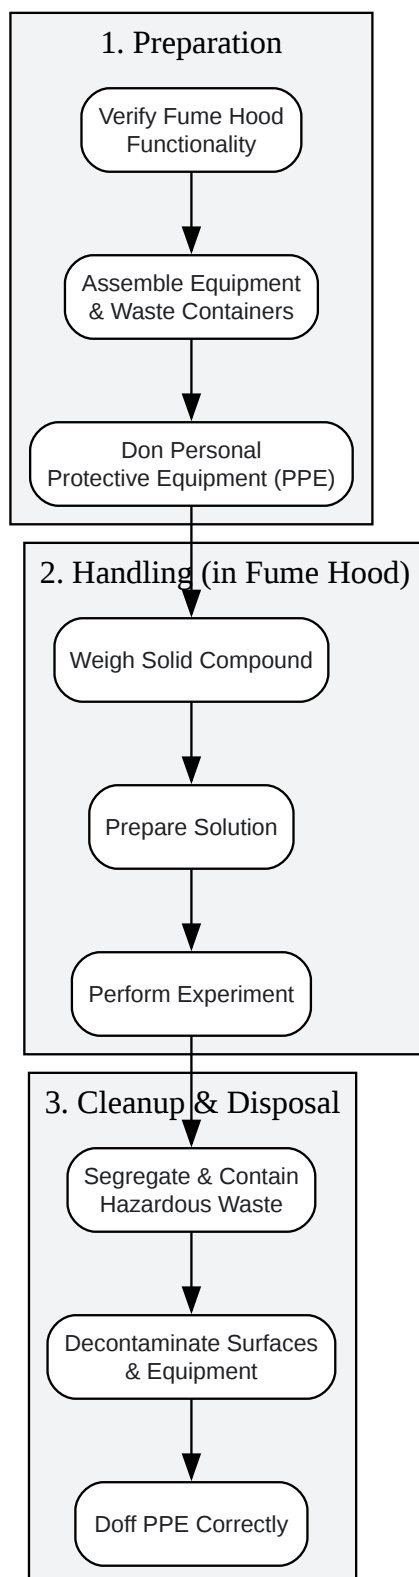 1. Preparation
Verify Fume Hood
Functionality
Assemble Equipment
& Waste Containers
Don Personal
Protective Equipment (PPE)
2. Handling (in Fume Hood)
Weigh Solid Compound
Prepare Solution
Perform Experiment
3. Cleanup & Disposal
Segregate & Contain
Hazardous Waste
Decontaminate Surfaces
& Equipment
Doff PPE Correctly